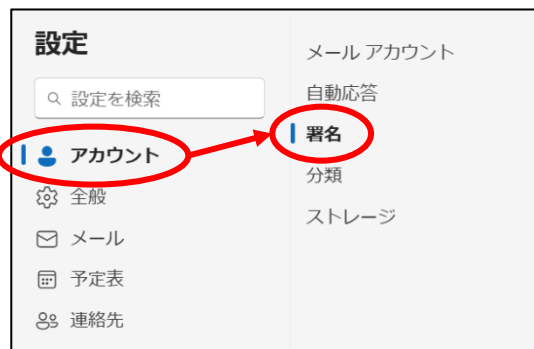 設定
設定を検索
アカウント
全般
メール
予定表
連絡先
メール アカウント
自動応答
署名
分類
ストレージ